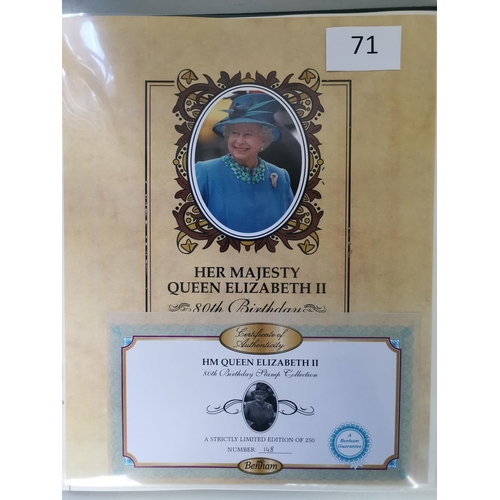 71
HER MAJESTY
QUEEN ELIZABETH II
80th Birthday
Certificate of
Authenticity
HM QUEEN ELIZABETH II
80th Birthday Stamp Collection
A STRICTLY LIMITED EDITION OF 250
NUMBER: 148
A
Benham
Guarantee
Benham